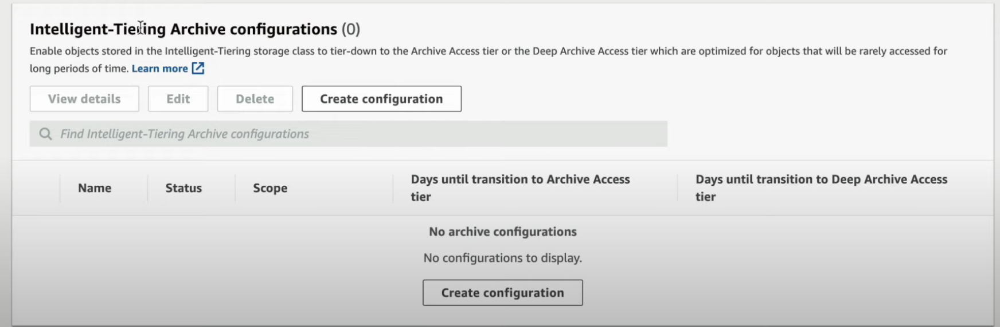 Intelligent-Tiering Archive configurations (0)
Enable objects stored in the Intelligent-Tiering storage class to tier-down to the Archive Access tier or the Deep Archive Access tier which are optimized for objects that will be rarely accessed for
long periods of time. Learn more
View details Edit Delete Create configuration
Find Intelligent-Tiering Archive configurations
Name Status Scope Days until transition to Archive Access tier Days until transition to Deep Archive Access tier
No archive configurations
No configurations to display.
Create configuration